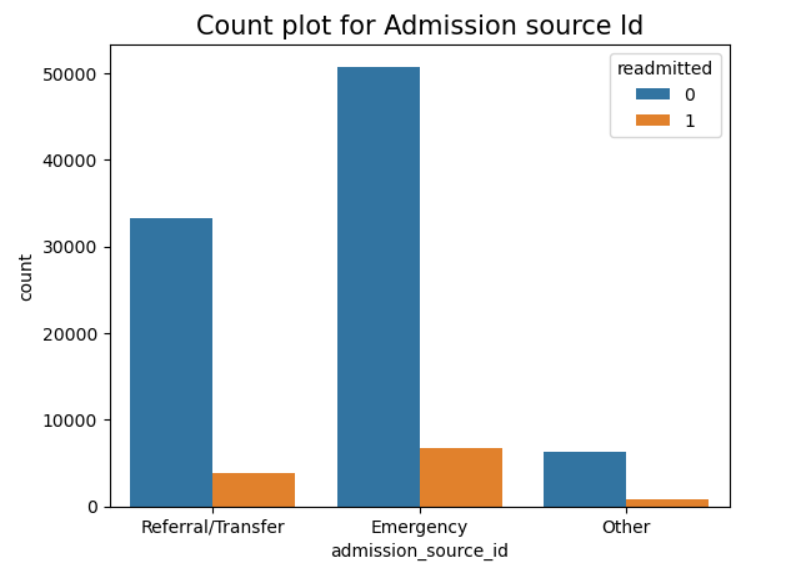 Count plot for Admission source Id
readmitted
0
1
50000
40000
30000
20000
10000
0
count
Referral/Transfer
Emergency
Other
admission_source_id